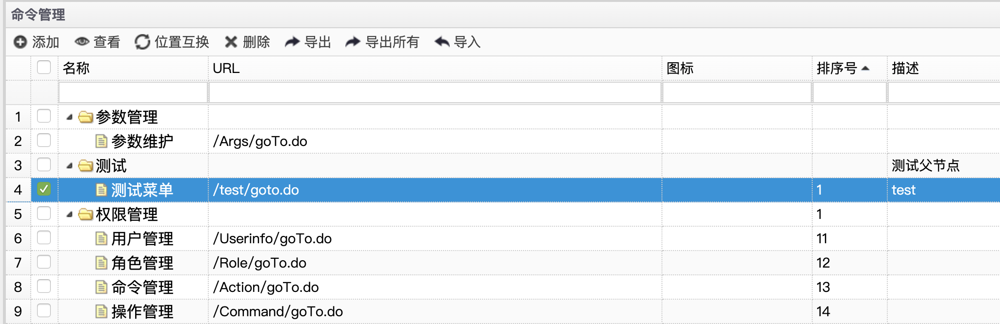 命令管理
添加 查看 位置互换 删除 导出 导出所有 导入
名称 URL 图标 排序号 描述
1 参数管理
2 参数维护 /Args/goTo.do
3 测试 测试父节点
4 测试菜单 /test/goto.do 1 test
5 权限管理 1
6 用户管理 /Userinfo/goTo.do 11
7 角色管理 /Role/goTo.do 12
8 命令管理 /Action/goTo.do 13
9 操作管理 /Command/goTo.do 14